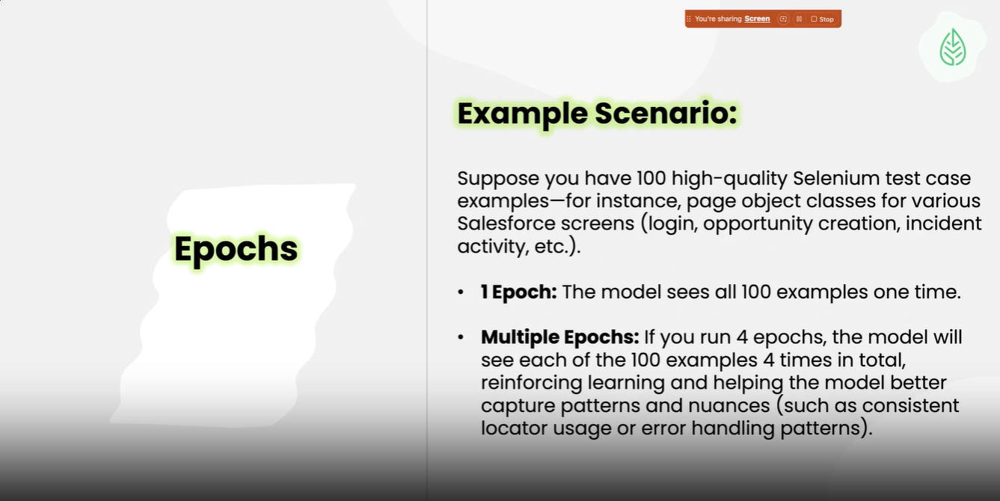 You're sharing Screen Stop
Example Scenario:
Suppose you have 100 high-quality Selenium test case
examples—for instance, page object classes for various
Salesforce screens (login, opportunity creation, incident
activity, etc.).
Epochs
• 1 Epoch: The model sees all 100 examples one time.
• Multiple Epochs: If you run 4 epochs, the model will
see each of the 100 examples 4 times in total,
reinforcing learning and helping the model better
capture patterns and nuances (such as consistent
locator usage or error handling patterns).